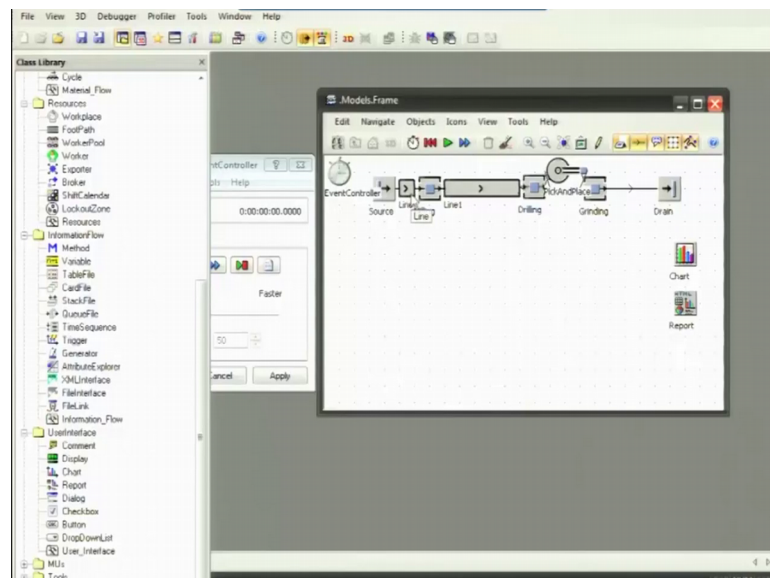 File View 3D Debugger Profiler Tools Window Help
3D
Class Library
Cycle
Material_Flow
Resources
Workplace
FootPath
WorkerPool
Worker
Exporter
Broker
ShiftCalendar
LockoutZone
Resources
InformationFlow
Method
Variable
TableFile
CardFile
StackFile
QueueFile
TimeSequence
Trigger
Generator
AttributeExplorer
XMLInterface
FileInterface
FileLink
Information_Flow
UserInterface
Comment
Display
Chart
Report
Dialog
Checkbox
Button
DropDownList
User_Interface
MUs
Tools
ntController
ols Help
0:00:00:00.0000
Faster
50
Cancel Apply
.Models.Frame
Edit Navigate Objects Icons View Tools Help
EventController
Source
Line
Line1
Drilling
PickAndPlace
Grinding
Drain
Chart
Report